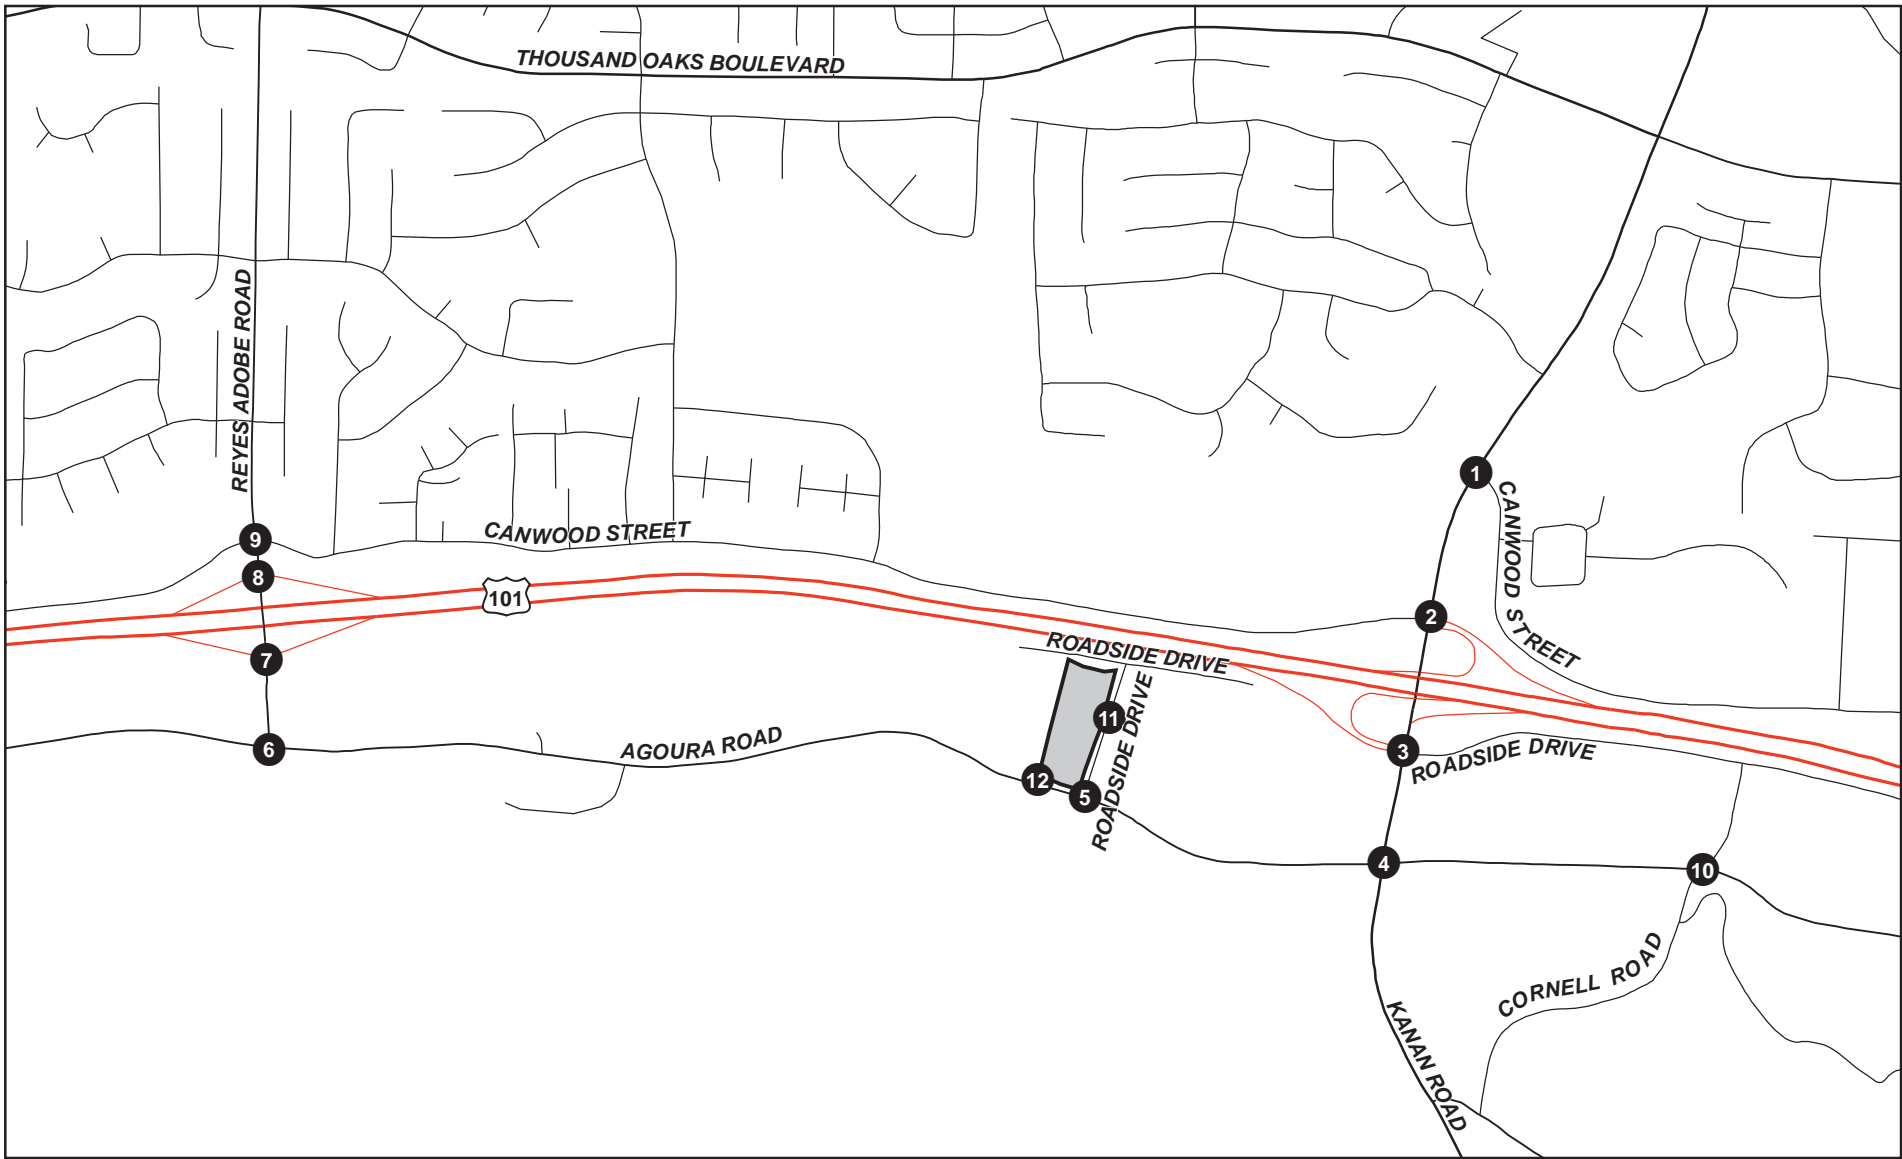 THOUSAND OAKS BOULEVARD
REYES ADOBE ROAD
1
CANWOOD STREET
CANWOOD STREET
9
8
101
2
7
ROADSIDE DRIVE
ROADSIDE DRIVE
11
6
AGOURA ROAD
3
ROADSIDE DRIVE
12
5
4
10
CORNELL ROAD
KANAN ROAD